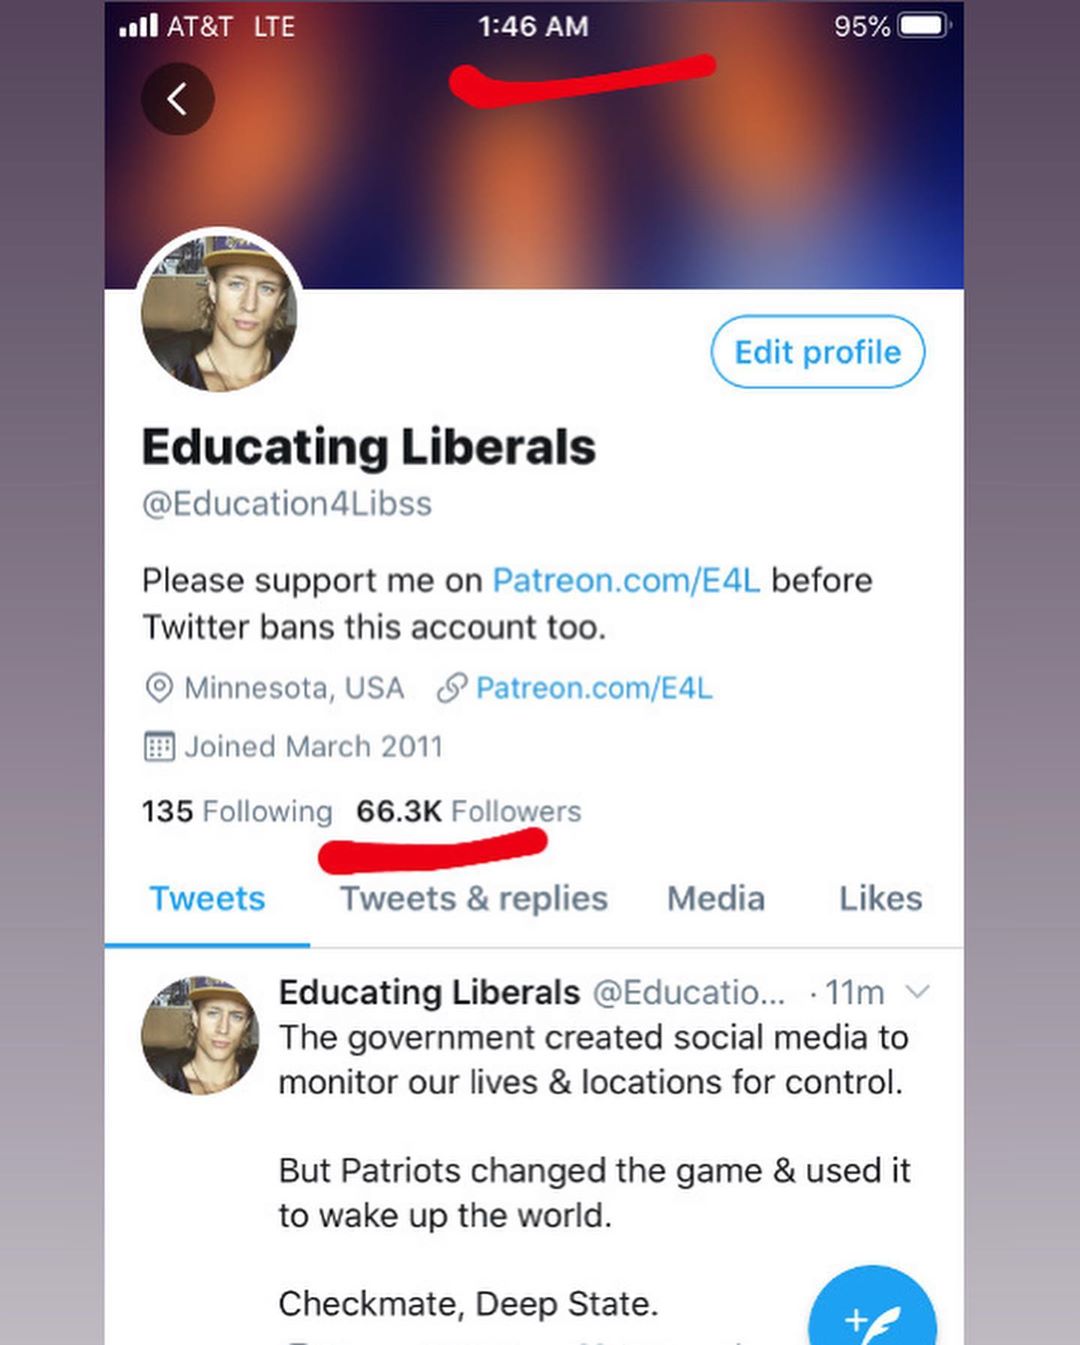 AT&T LTE 1:46 AM 95%
Edit profile
Educating Liberals
@Education4Libss
Please support me on Patreon.com/E4L before
Twitter bans this account too.
Minnesota, USA Patreon.com/E4L
Joined March 2011
135 Following 66.3K Followers
Tweets Tweets & replies Media Likes
Educating Liberals @Educatio... · 11m
The government created social media to
monitor our lives & locations for control.
But Patriots changed the game & used it
to wake up the world.
Checkmate, Deep State.